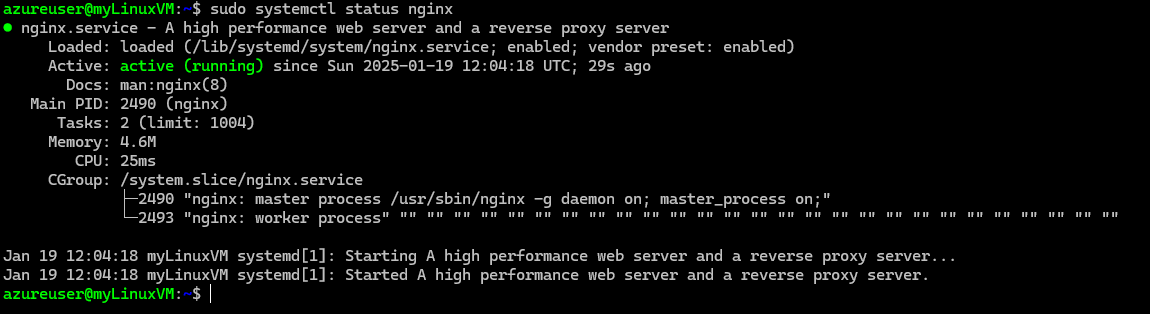 azureuser@myLinuxVM:~$ sudo systemctl status nginx
● nginx.service - A high performance web server and a reverse proxy server
     Loaded: loaded (/lib/systemd/system/nginx.service; enabled; vendor preset: enabled)
     Active: active (running) since Sun 2025-01-19 12:04:18 UTC; 29s ago
       Docs: man:nginx(8)
   Main PID: 2490 (nginx)
      Tasks: 2 (limit: 1004)
     Memory: 4.6M
        CPU: 25ms
     CGroup: /system.slice/nginx.service
             ├─2490 "nginx: master process /usr/sbin/nginx -g daemon on; master_process on;"
             └─2493 "nginx: worker process" "" "" "" "" "" "" "" "" "" "" "" "" "" "" "" "" "" "" "" "" "" "" "" "" "" "" ""

Jan 19 12:04:18 myLinuxVM systemd[1]: Starting A high performance web server and a reverse proxy server...
Jan 19 12:04:18 myLinuxVM systemd[1]: Started A high performance web server and a reverse proxy server.
azureuser@myLinuxVM:~$